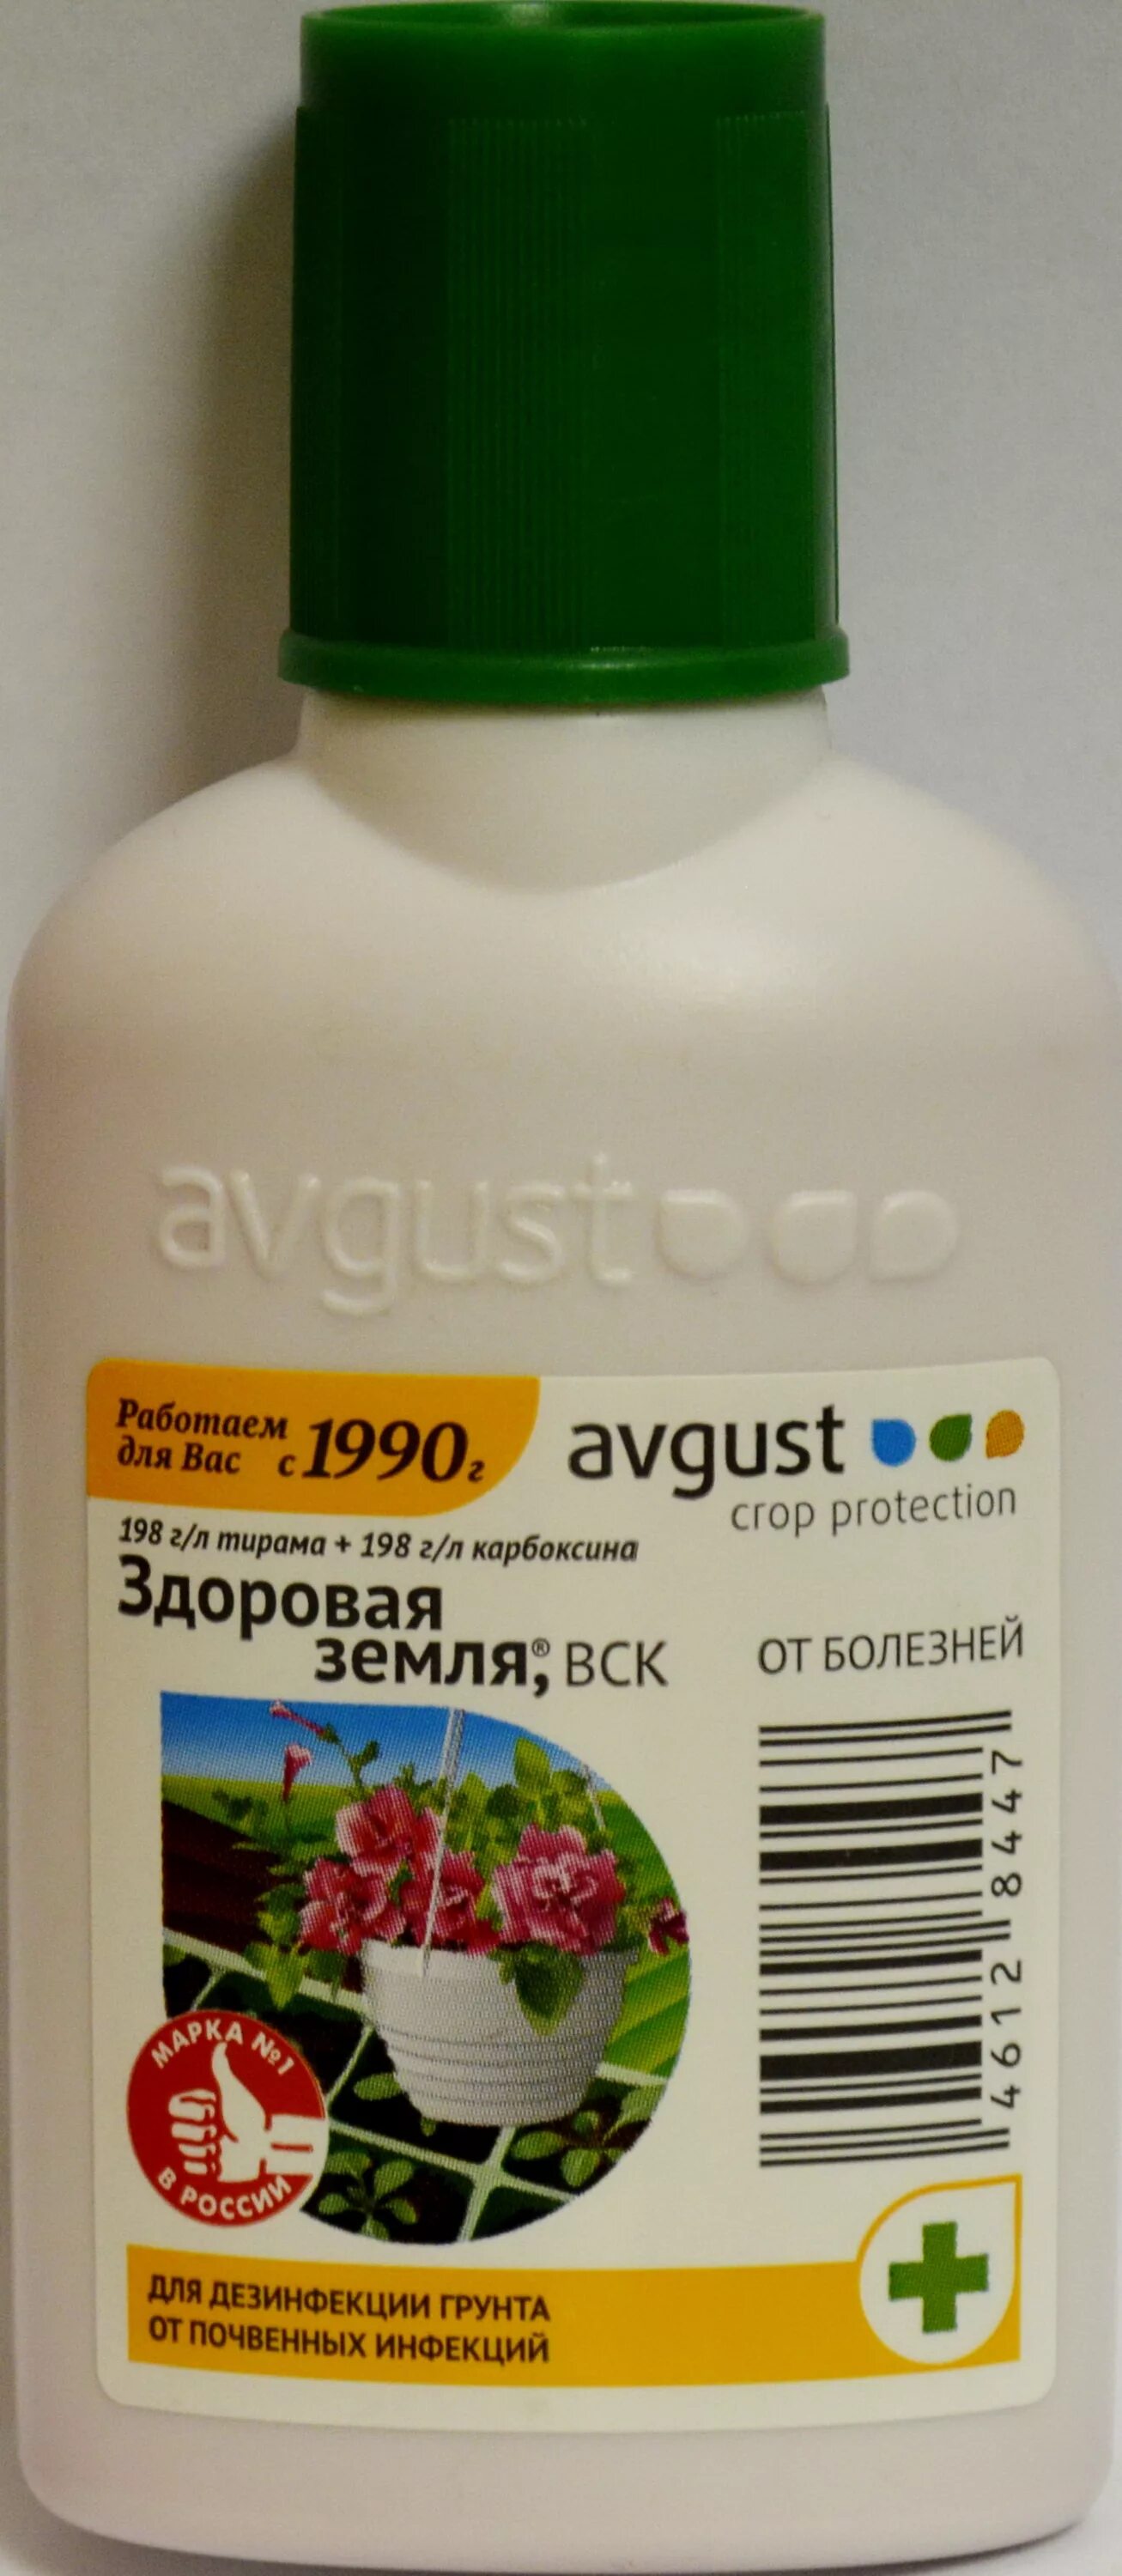 avgust
Работаем
для Вас с 1990г
avgust
crop protection
198 г/л тирама + 198 г/л карбоксина
Здоровая
земля,® ВСК
ОТ БОЛЕЗНЕЙ
4612 8447
МАРКА №1
В РОССИИ
ДЛЯ ДЕЗИНФЕКЦИИ ГРУНТА
ОТ ПОЧВЕННЫХ ИНФЕКЦИЙ